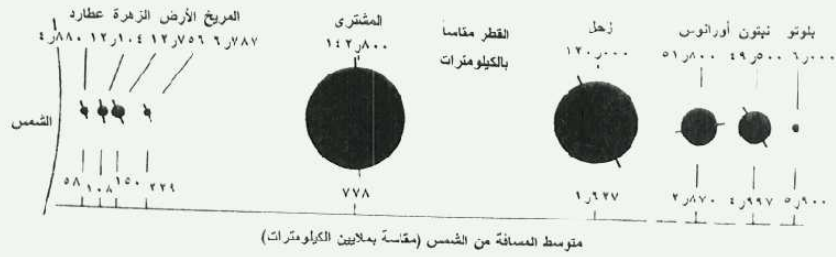 المريخ الأرض الزهرة عطارد
٤٫٨٨٠ ١٢٫١٠٤ ١٢٫٧٥٦ ٦٫٧٨٧
المشترى
١٤٢٫٨٠٠
القطر مقاساً
بالكيلومترات
زحل
١٢٠٫٠٠٠
أورانوس
٥١٫٨٠٠
نبتون
٤٩٫٥٠٠
بلوتو
٦٫٠٠٠
الشمس
٥٨ ١٠٨ ١٥٠ ٢٢٩ ٧٧٨ ١٫٦٢٧ ٢٫٨٧٠ ٤٫٩٩٧ ٥٫٩٠٠
متوسط المسافة من الشمس (مقاسة بملايين الكيلومترات)